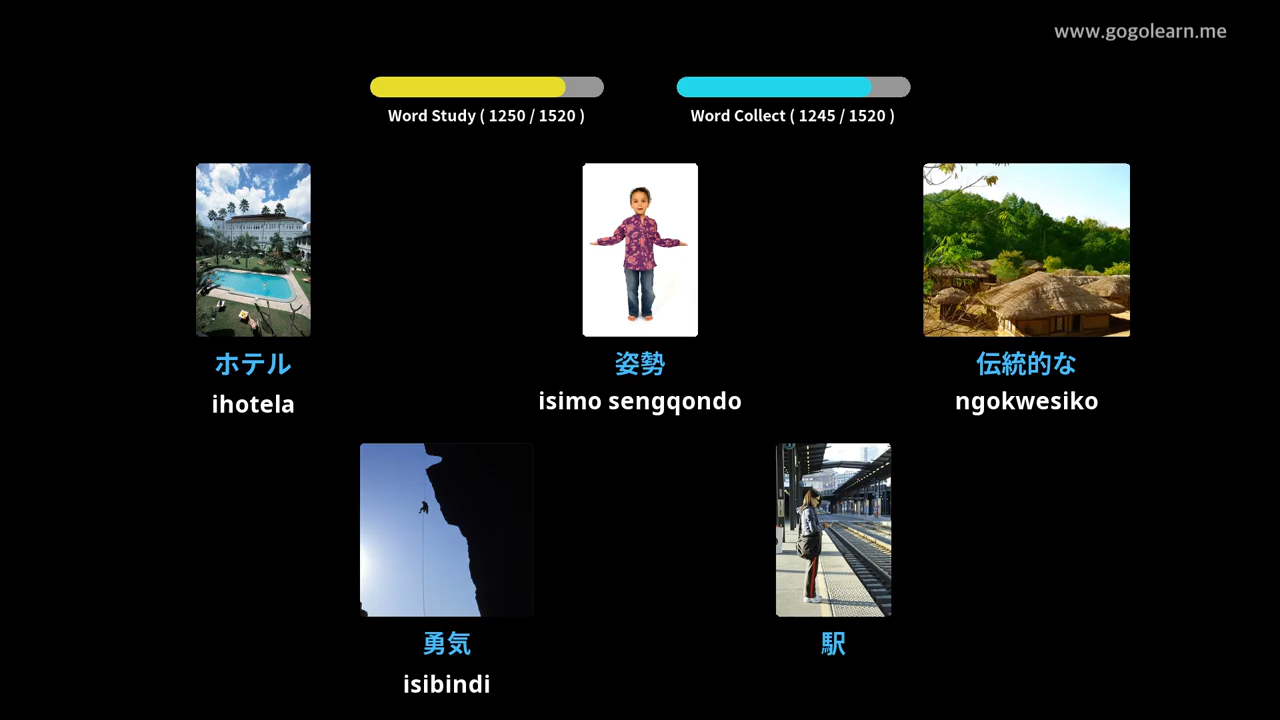 www.gogolearn.me
Word Study ( 1250 / 1520 )
Word Collect ( 1245 / 1520 )
ホテル
ihotela
姿勢
isimo sengqondo
伝統的な
ngokwesiko
勇気
isibindi
駅